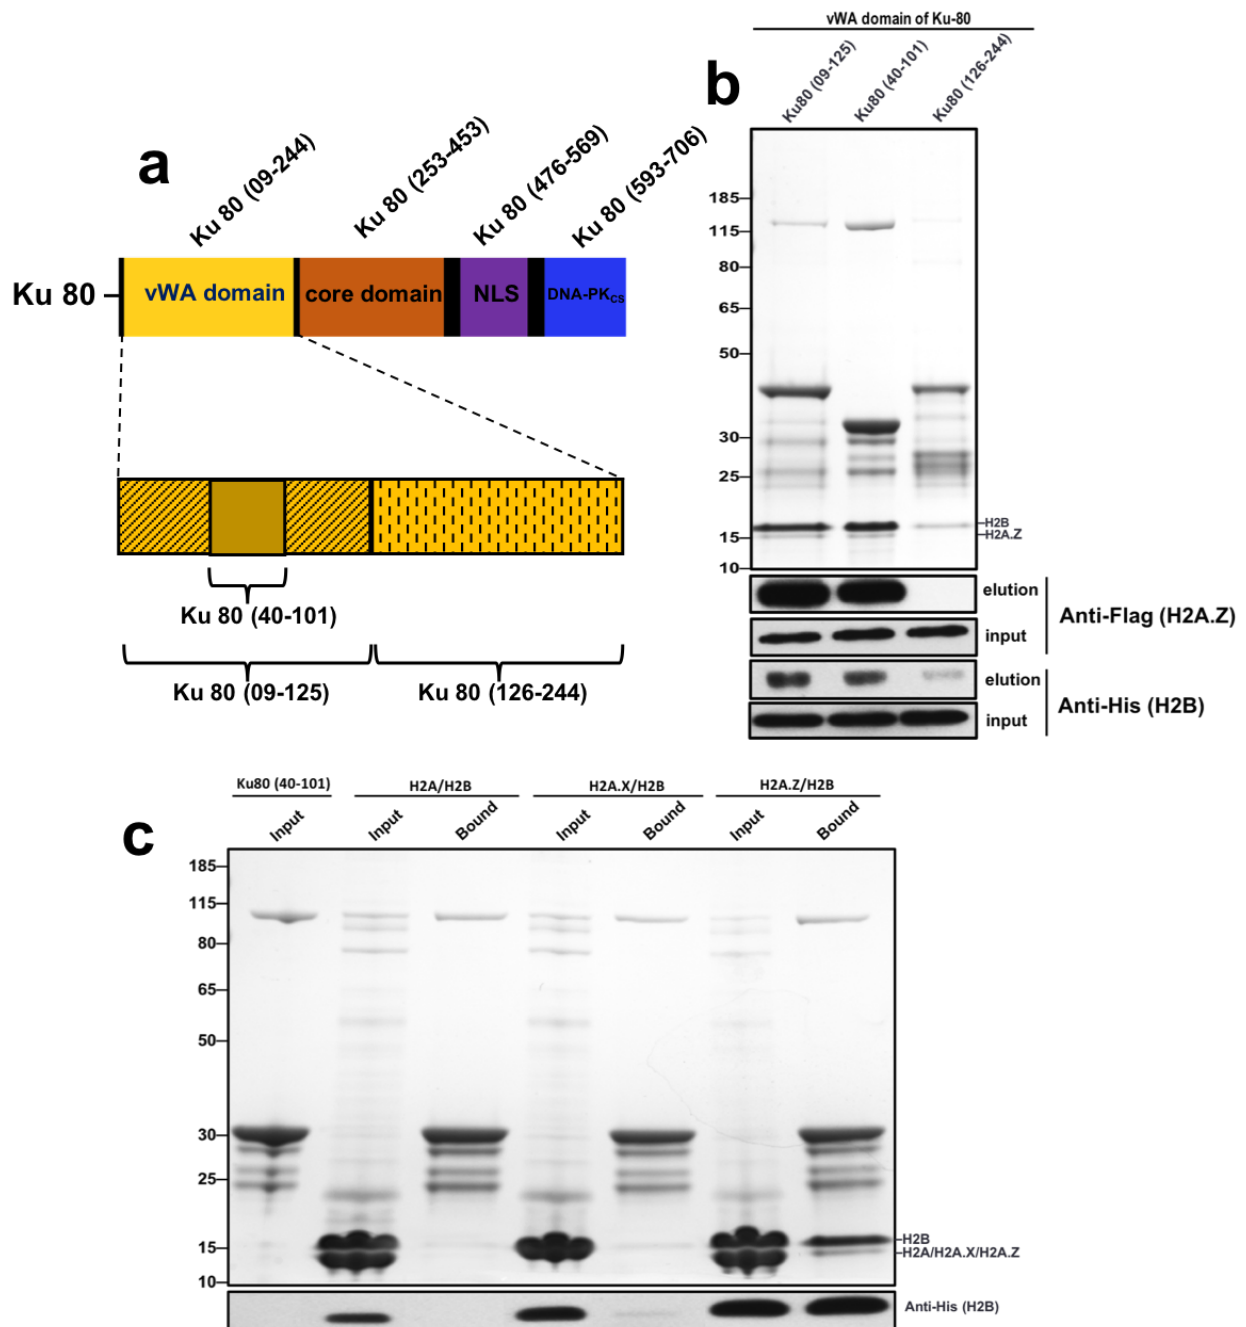 a
Ku 80 (09-244)
Ku 80 (253-453)
Ku 80 (476-569)
Ku 80 (593-706)
Ku 80
vWA domain
core domain
NLS
DNA-PKCS
Ku 80 (40-101)
Ku 80 (09-125)
Ku 80 (126-244)
b
vWA domain of Ku-80
Ku80 (09-125)
Ku80 (40-101)
Ku80 (126-244)
185
115
80
65
50
30
25
15
10
H2B
H2A.Z
elution
input
Anti-Flag (H2A.Z)
elution
input
Anti-His (H2B)
c
Ku80 (40-101)
H2A/H2B
H2A.X/H2B
H2A.Z/H2B
Input
Input
Bound
Input
Bound
Input
Bound
185
115
80
65
50
30
25
15
10
H2B
H2A/H2A.X/H2A.Z
Anti-His (H2B)